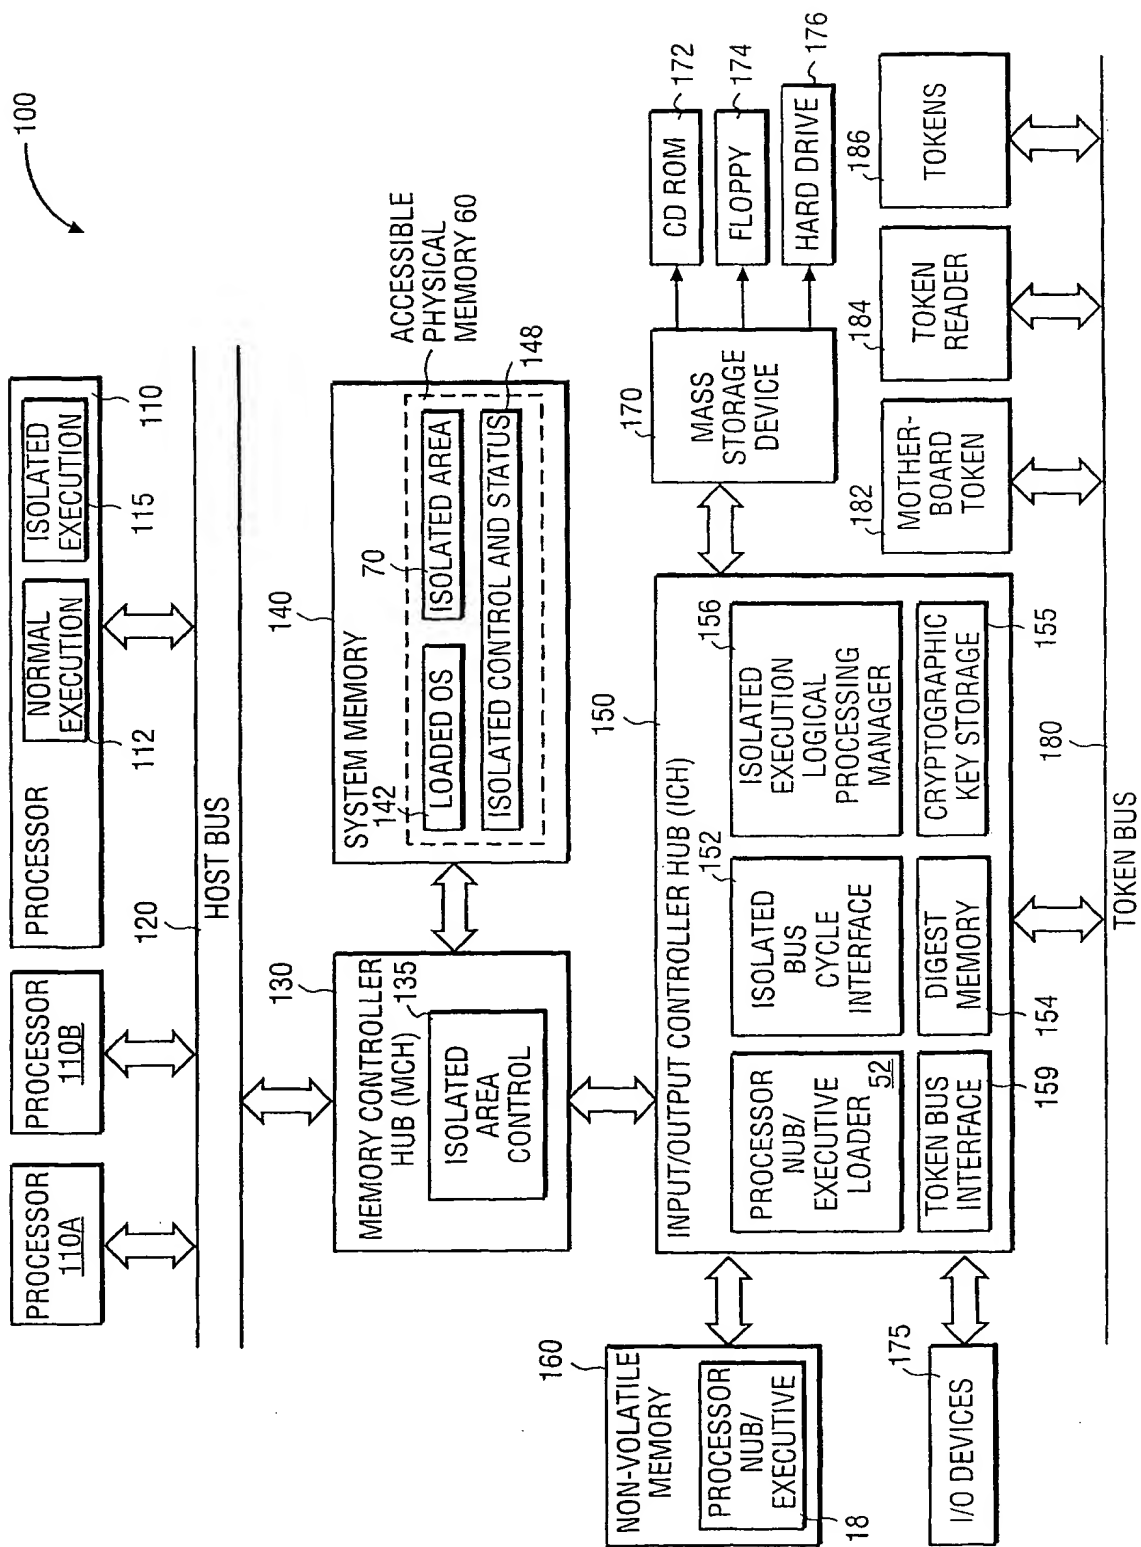 100
PROCESSOR
110A
PROCESSOR
110B
PROCESSOR
NORMAL
EXECUTION
112
ISOLATED
EXECUTION
115
110
120
HOST BUS
130
MEMORY CONTROLLER
HUB (MCH)
135
ISOLATED
AREA
CONTROL
140
SYSTEM MEMORY
142
LOADED OS
70
ISOLATED AREA
ISOLATED CONTROL AND STATUS
148
ACCESSIBLE
PHYSICAL
MEMORY 60
150
INPUT/OUTPUT CONTROLLER HUB (ICH)
PROCESSOR
NUB/
EXECUTIVE
LOADER
52
152
ISOLATED
BUS
CYCLE
INTERFACE
156
ISOLATED
EXECUTION
LOGICAL
PROCESSING
MANAGER
TOKEN BUS
INTERFACE
159
DIGEST
MEMORY
154
CRYPTOGRAPHIC
KEY STORAGE
155
160
NON-VOLATILE
MEMORY
PROCESSOR
NUB/
EXECUTIVE
18
175
I/O DEVICES
170
MASS
STORAGE
DEVICE
CD ROM
172
FLOPPY
174
HARD DRIVE
176
182
MOTHER-
BOARD
TOKEN
184
TOKEN
READER
186
TOKENS
180
TOKEN BUS